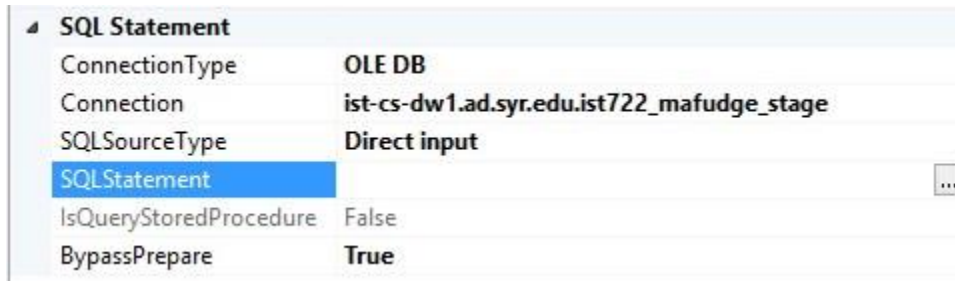 SQL Statement
ConnectionType OLE DB
Connection ist-cs-dw1.ad.syr.edu.ist722_mafudge_stage
SQLSourceType Direct input
SQLStatement ...
IsQueryStoredProcedure False
BypassPrepare True